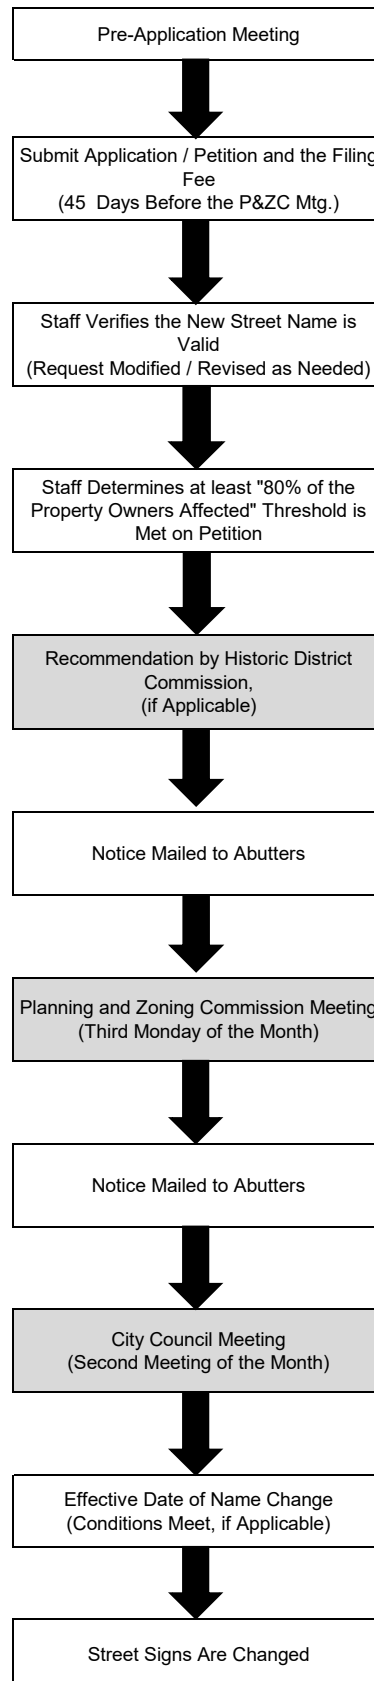 Pre-Application Meeting
Submit Application / Petition and the Filing
Fee
(45 Days Before the P&ZC Mtg.)
Staff Verifies the New Street Name is
Valid
(Request Modified / Revised as Needed)
Staff Determines at least "80% of the
Property Owners Affected" Threshold is
Met on Petition
Recommendation by Historic District
Commission,
(if Applicable)
Notice Mailed to Abutters
Planning and Zoning Commission Meeting
(Third Monday of the Month)
Notice Mailed to Abutters
City Council Meeting
(Second Meeting of the Month)
Effective Date of Name Change
(Conditions Meet, if Applicable)
Street Signs Are Changed